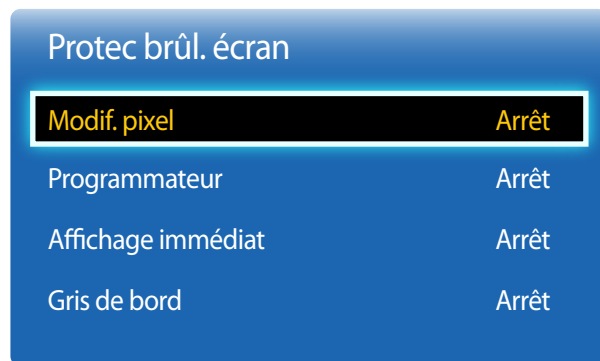 Protec brûl. écran
Modif. pixel Arrêt
Programmateur Arrêt
Affichage immédiat Arrêt
Gris de bord Arrêt